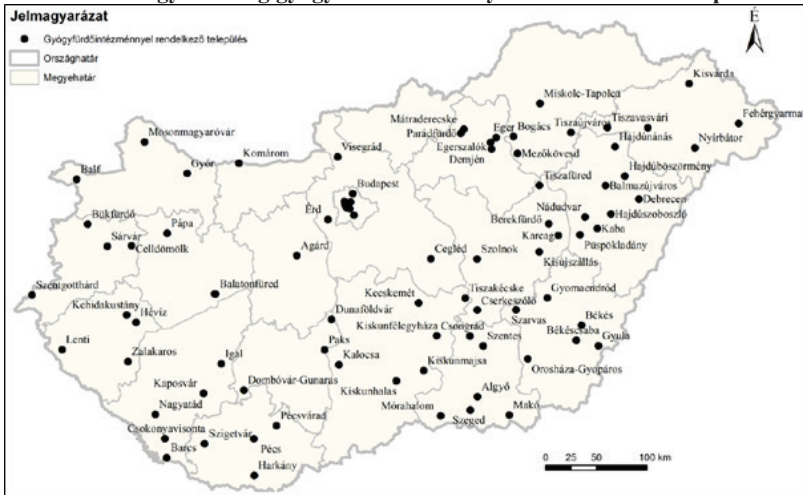 Jelmagyarázat
Gyógyfürdőintézménnyel rendelkező település
Országhatár
Megyehatár
É
Kisvárda
Miskolc-Tapolca
Fehérgyarmat
Mátraderecske
Parádfürdő
Eger
Bogács
Tiszaújváros
Tiszavasvári
Mosonmagyaróvár
Egerszalók
Demjén
Mezőkövesd
Hajdúnánás
Nyírbátor
Komárom
Visegrád
Győr
Balf
Hajdúböszörmény
Budapest
Tiszafüred
Balmazújváros
Debrecen
Nádudvar
Hajdúszoboszló
Bükfürdő
Pápa
Érd
Berekfürdő
Kaba
Karcag
Püspökladány
Sárvár
Celldömölk
Agárd
Cegléd
Szolnok
Kisújszállás
Szentgotthárd
Balatonfüred
Kecskemét
Tiszakécske
Gyomaendrőd
Kehidakustány
Hévíz
Dunaföldvár
Cserkeszőlő
Szarvas
Békés
Kiskunfélegyháza
Csongrád
Békéscsaba
Gyula
Lenti
Zalakaros
Igal
Paks
Kalocsa
Szentes
Kiskunmajsa
Orosháza-Gyopáros
Kaposvár
Dombóvár-Gunaras
Kiskunhalas
Algyő
Nagyatád
Mórahalom
Szeged
Makó
Csokonyavisonta
Szigetvár
Pécsvárad
Barcs
Pécs
Harkány
0 25 50 100 km